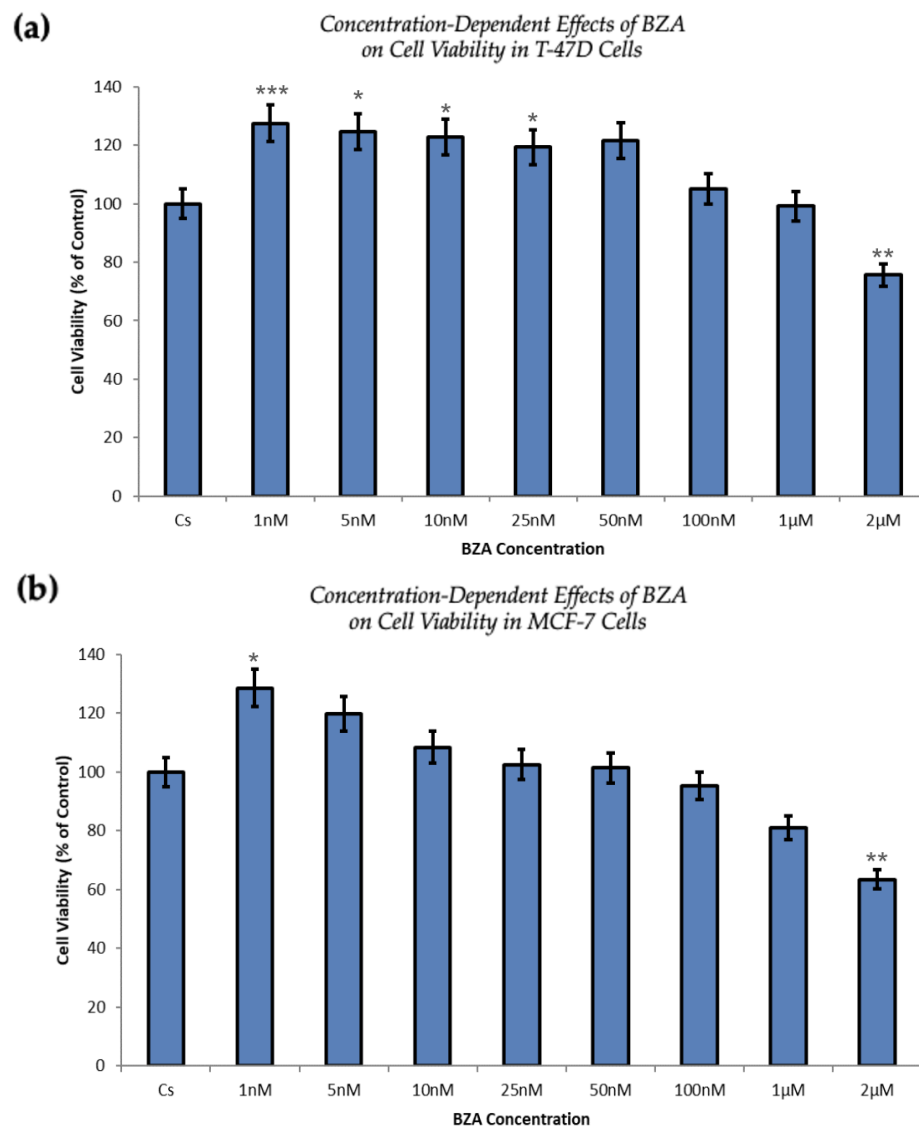 (a)
Concentration-Dependent Effects of BZA
on Cell Viability in T-47D Cells
Cell Viability (% of Control)
140
120
100
80
60
40
20
0
***
*
*
*
**
Cs 1nM 5nM 10nM 25nM 50nM 100nM 1µM 2µM
BZA Concentration
(b)
Concentration-Dependent Effects of BZA
on Cell Viability in MCF-7 Cells
Cell Viability (% of Control)
140
120
100
80
60
40
20
0
*
**
Cs 1nM 5nM 10nM 25nM 50nM 100nM 1µM 2µM
BZA Concentration